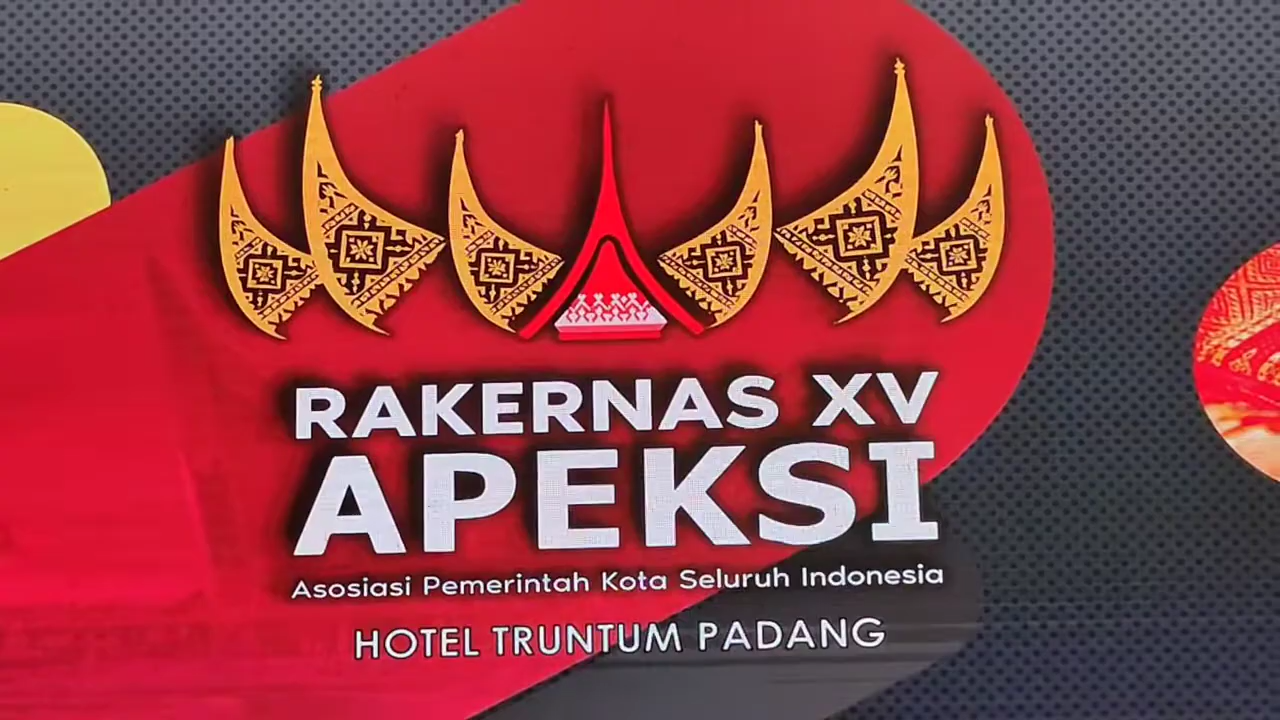 RAKERNAS XV
APEKSI
Asosiasi Pemerintah Kota Seluruh Indonesia
HOTEL TRUNTUM PADANG